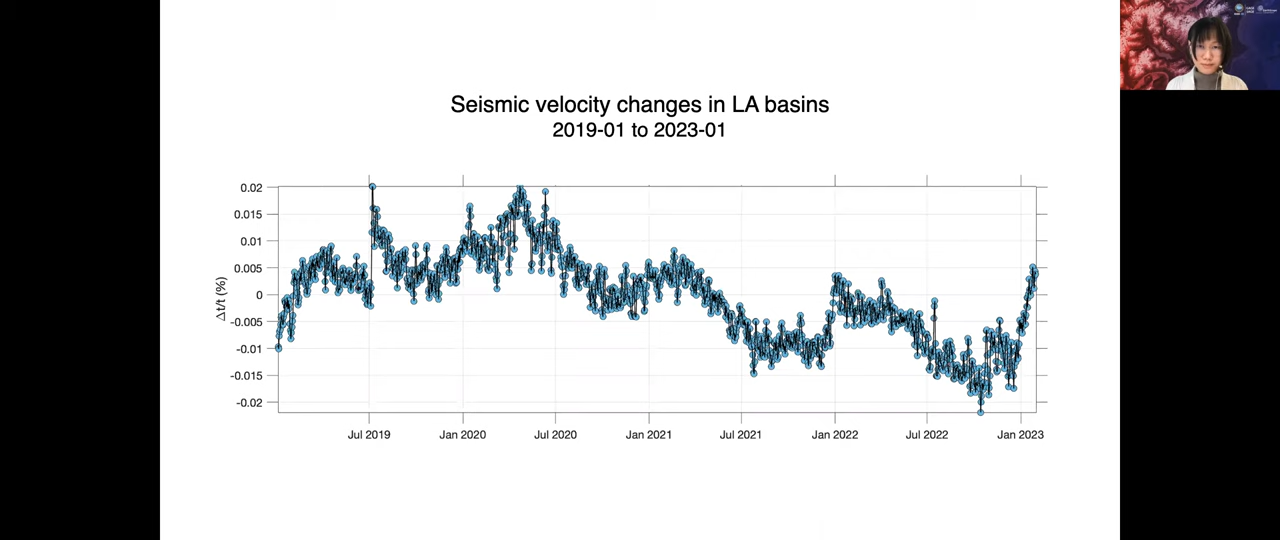 Seismic velocity changes in LA basins
2019-01 to 2023-01
Δt/t (%)
0.02
0.015
0.01
0.005
0
-0.005
-0.01
-0.015
-0.02
Jul 2019 Jan 2020 Jul 2020 Jan 2021 Jul 2021 Jan 2022 Jul 2022 Jan 2023